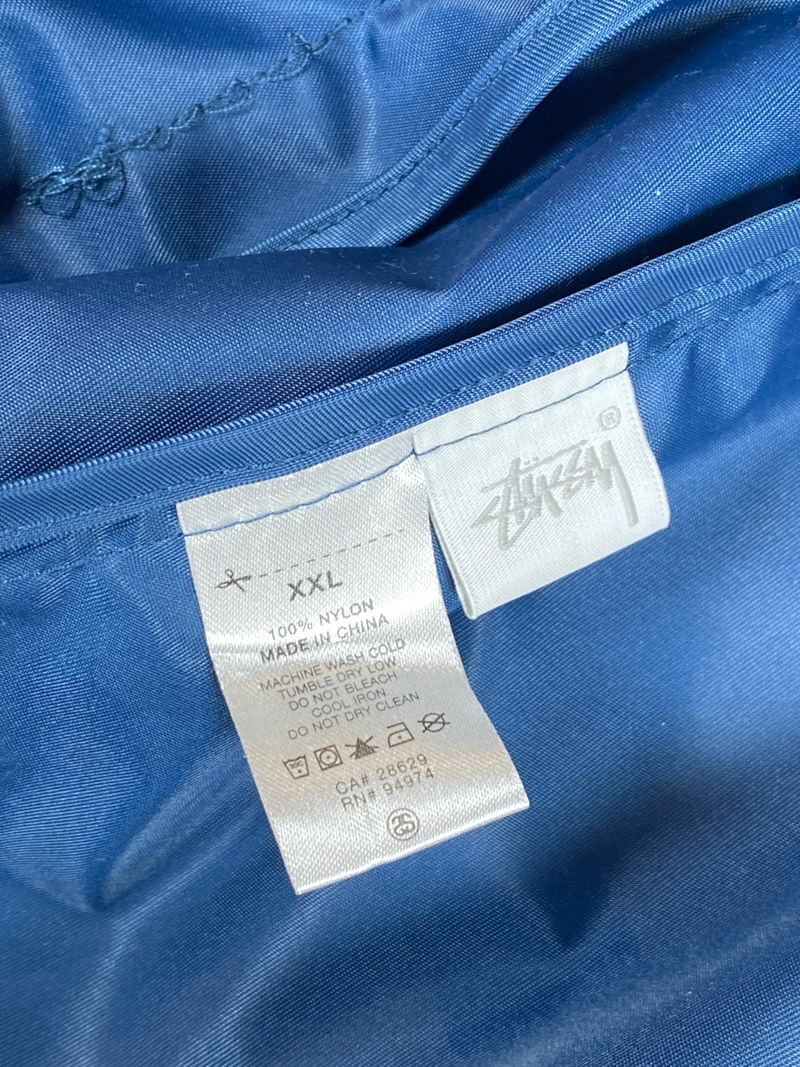 XXL
100% NYLON
MADE IN CHINA
MACHINE WASH COLD
TUMBLE DRY LOW
DO NOT BLEACH
COOL IRON
DO NOT DRY CLEAN
CA# 28629
RN# 94974
SS
STÜSSY ®